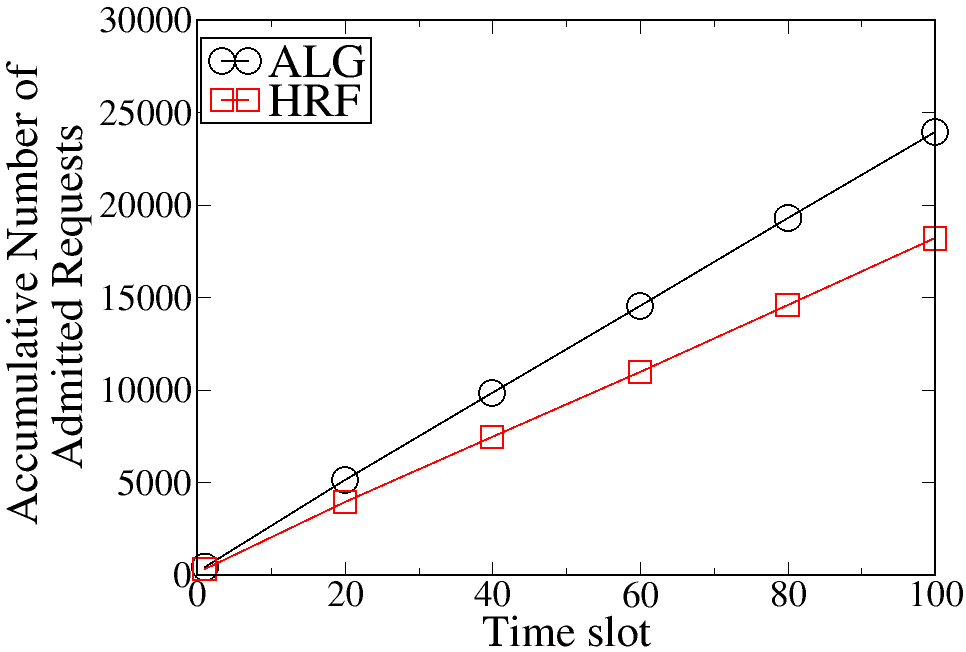 30000
25000
20000
15000
10000
5000
0
ALG
HRF
Accumulative Number of
Admitted Requests
0 20 40 60 80 100
Time slot